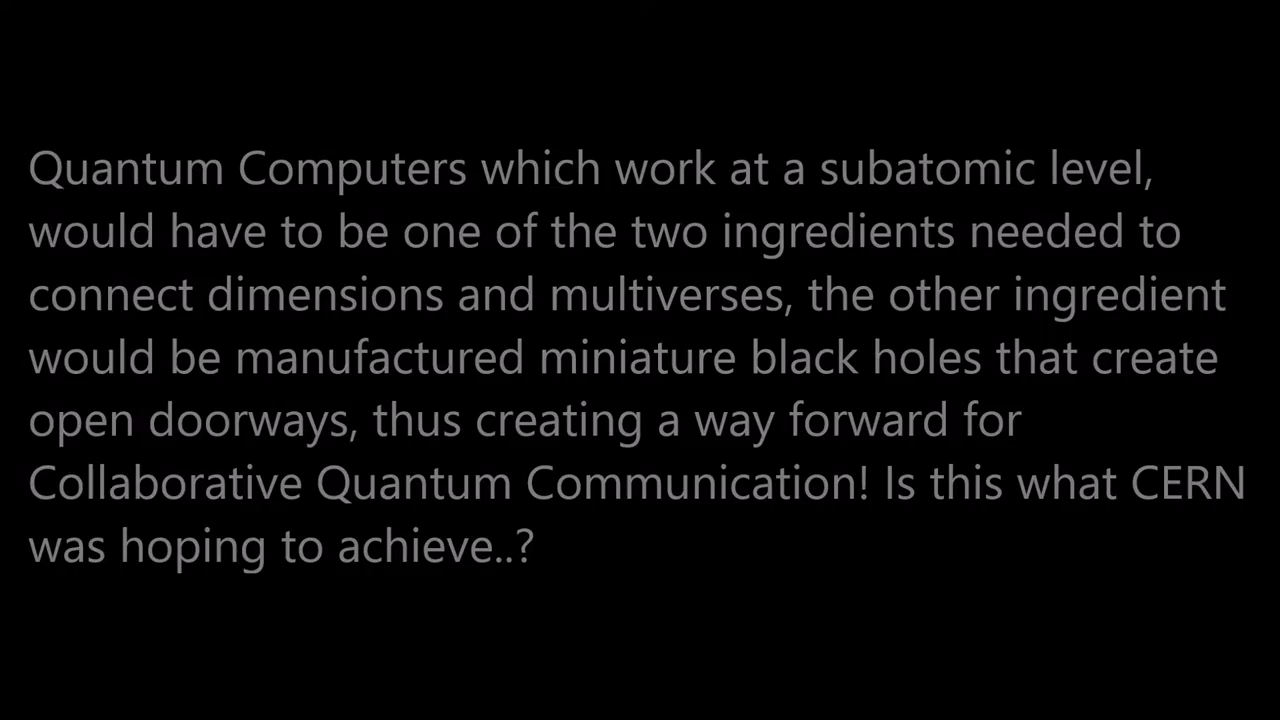 Quantum Computers which work at a subatomic level,
would have to be one of the two ingredients needed to
connect dimensions and multiverses, the other ingredient
would be manufactured miniature black holes that create
open doorways, thus creating a way forward for
Collaborative Quantum Communication! Is this what CERN
was hoping to achieve..?